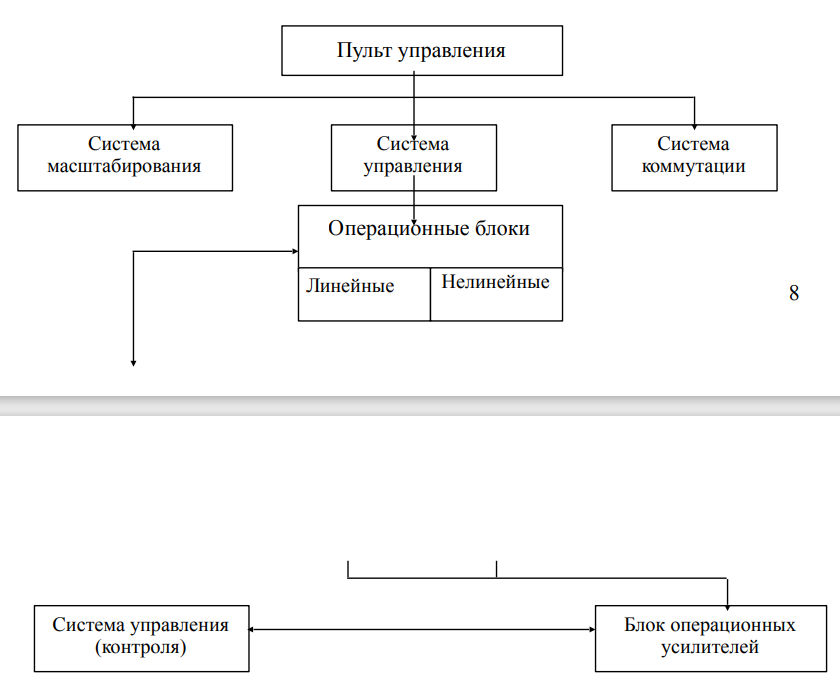 Пульт управления
Система
масштабирования
Система
управления
Система
коммутации
Операционные блоки
Линейные
Нелинейные
8
Система управления
(контроля)
Блок операционных
усилителей